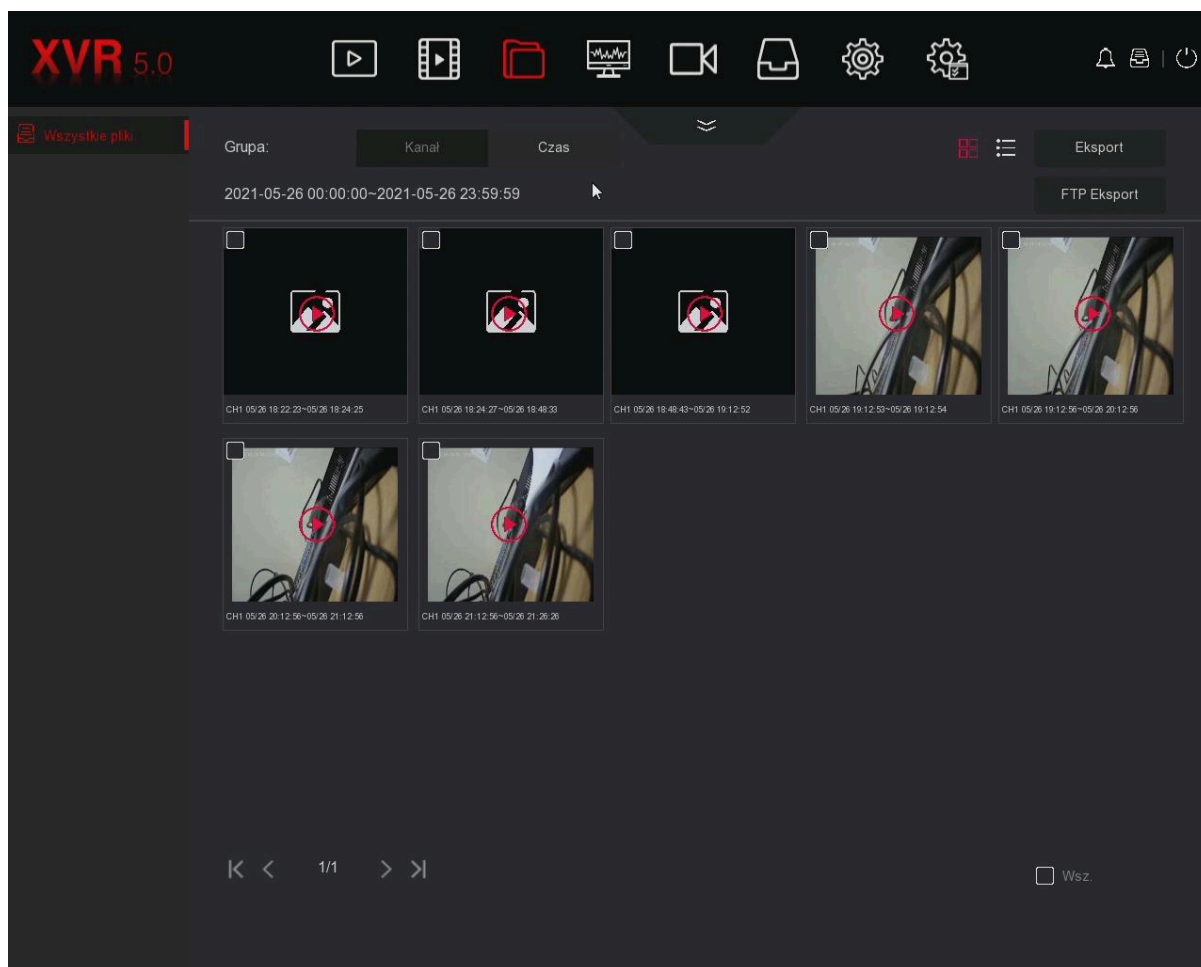 XVR 5.0
Wszystkie pliki
Grupa: Kanał Czas Eksport
2021-05-26 00:00:00~2021-05-26 23:59:59 FTP Eksport
CH1 05/26 18:22:23~05/26 18:24:25
CH1 05/26 18:24:27~05/26 18:48:33
CH1 05/26 18:48:43~05/26 19:12:52
CH1 05/26 19:12:53~05/26 19:12:54
CH1 05/26 19:12:56~05/26 20:12:56
CH1 05/26 20:12:56~05/26 21:12:56
CH1 05/26 21:12:56~05/26 21:26:26
1/1
Wsz.